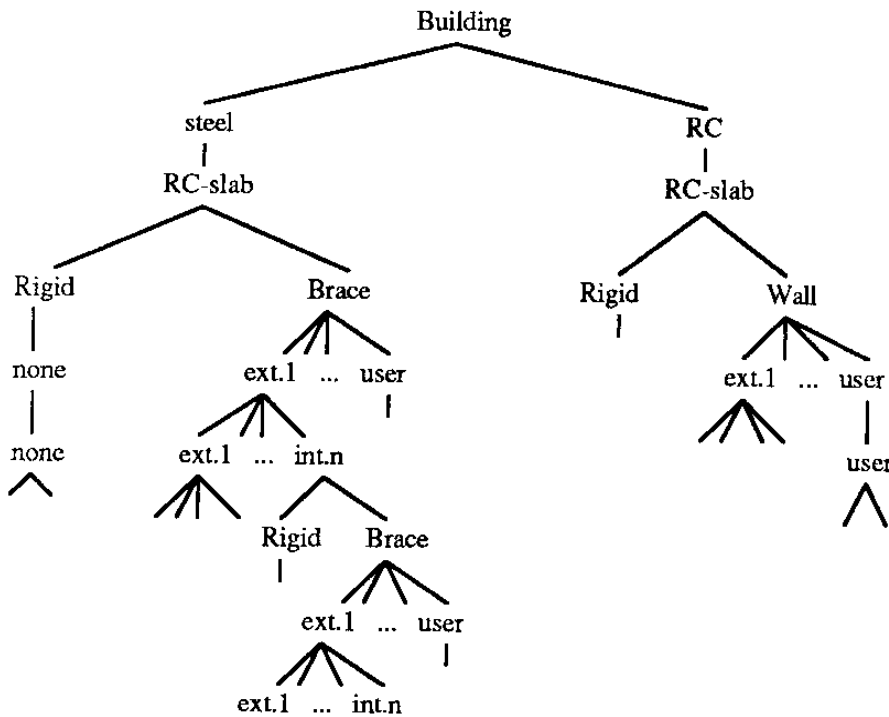 Building
steel RC
RC-slab RC-slab
Rigid Brace Rigid Wall
none ext.1 ... user ext.1 ... user
none ext.1 ... int.n user
Rigid Brace
ext.1 ... user
ext.1 ... int.n